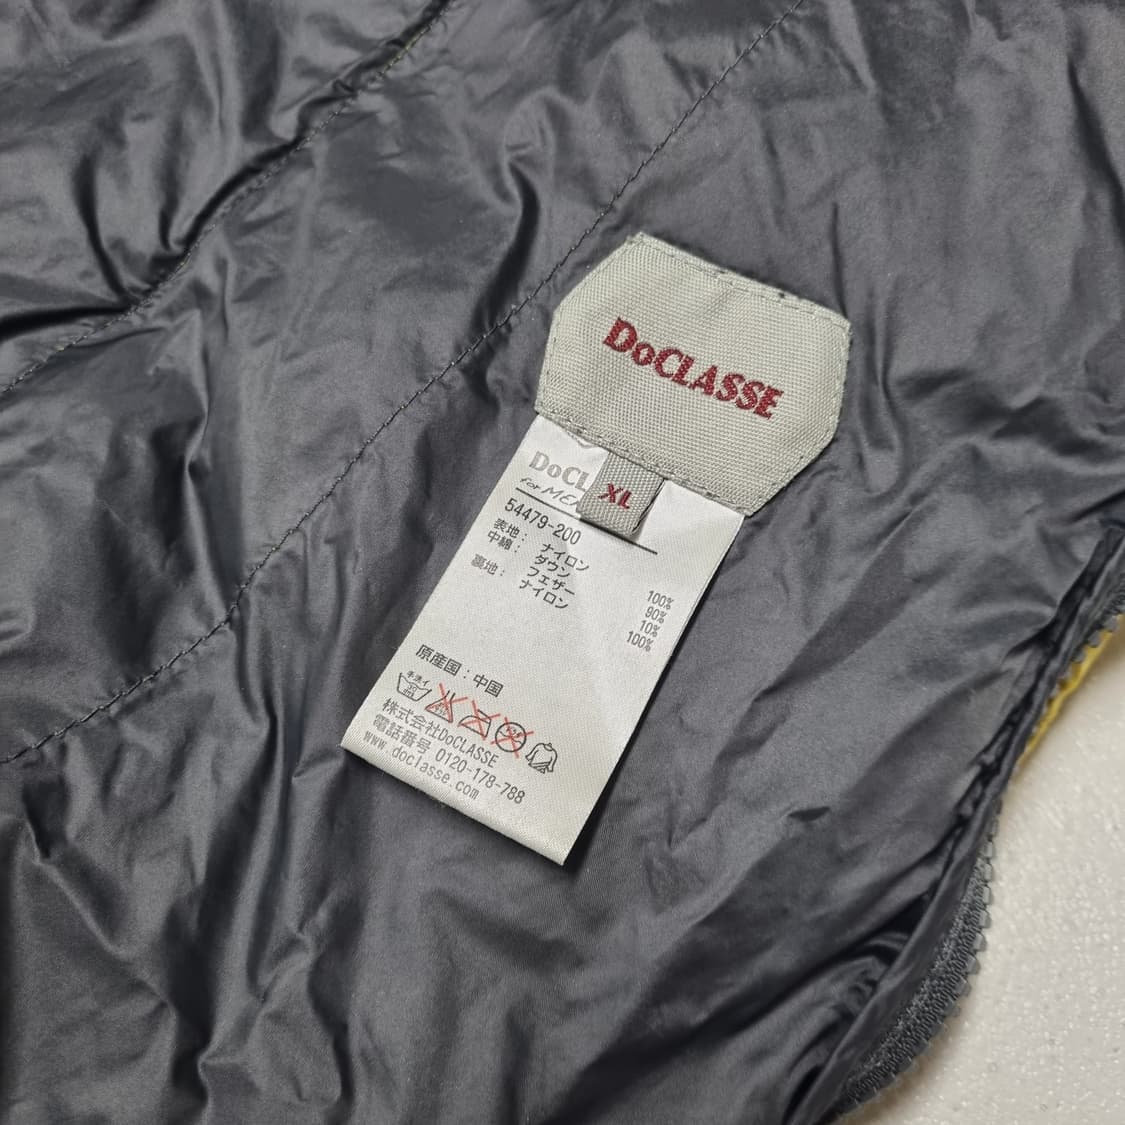 DoCLASSE
XL
DoCL
for MEN
54479-200
表地： ナイロン 100%
中綿： ダウン 90%
フェザー 10%
裏地： ナイロン 100%
原産国：中国
手洗イ
30
株式会社DoCLASSE
電話番号 0120-178-788
www.doclasse.com